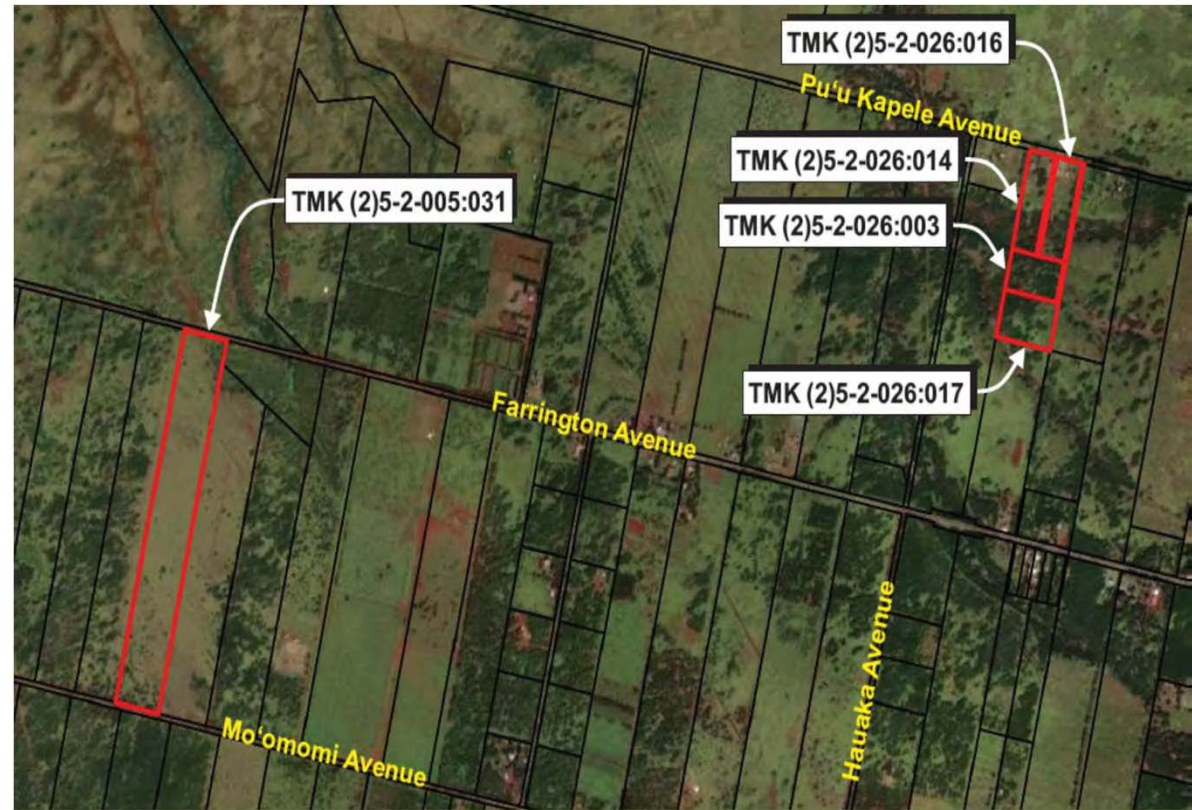 TMK (2)5-2-026:016
Pu‘u Kapele Avenue
TMK (2)5-2-026:014
TMK (2)5-2-005:031
TMK (2)5-2-026:003
TMK (2)5-2-026:017
Farrington Avenue
Hauaka Avenue
Mo‘omomi Avenue